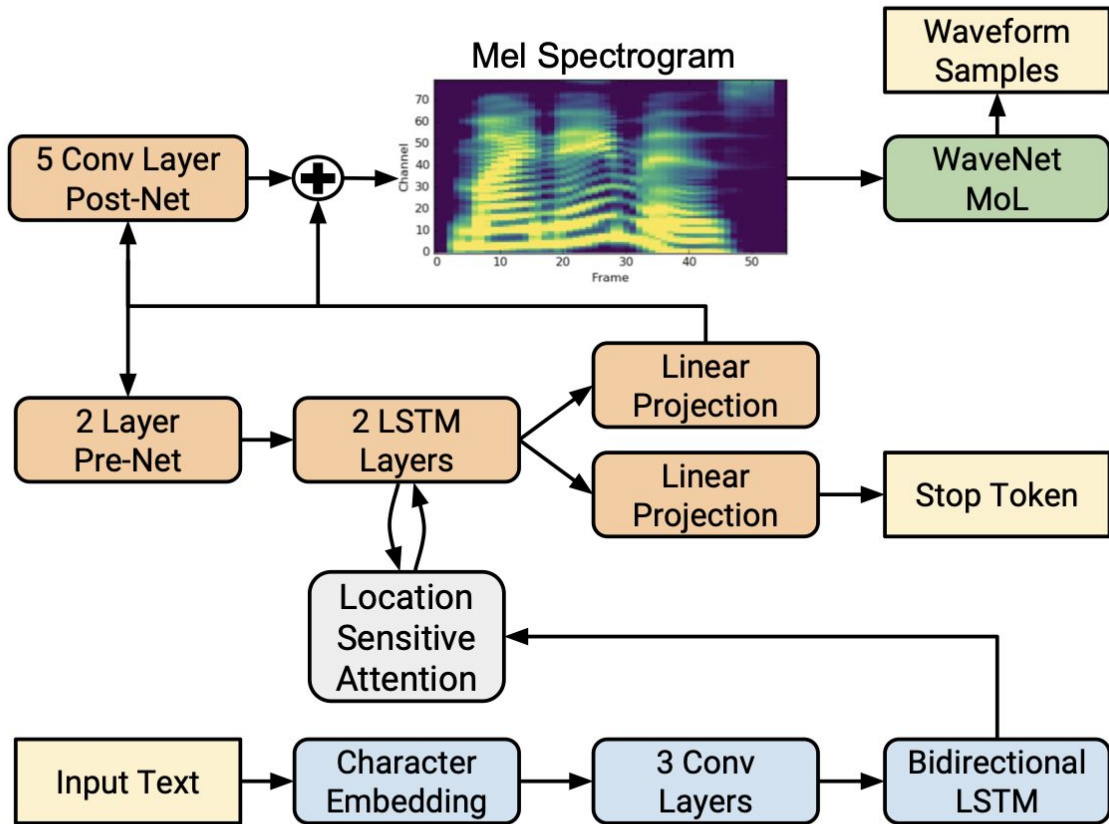 Waveform
Samples
Mel Spectrogram
5 Conv Layer
Post-Net
Channel
70
60
50
40
30
20
10
0
0 10 20 30 40 50
Frame
WaveNet
MoL
Linear
Projection
2 Layer
Pre-Net
2 LSTM
Layers
Linear
Projection
Stop Token
Location
Sensitive
Attention
Input Text
Character
Embedding
3 Conv
Layers
Bidirectional
LSTM